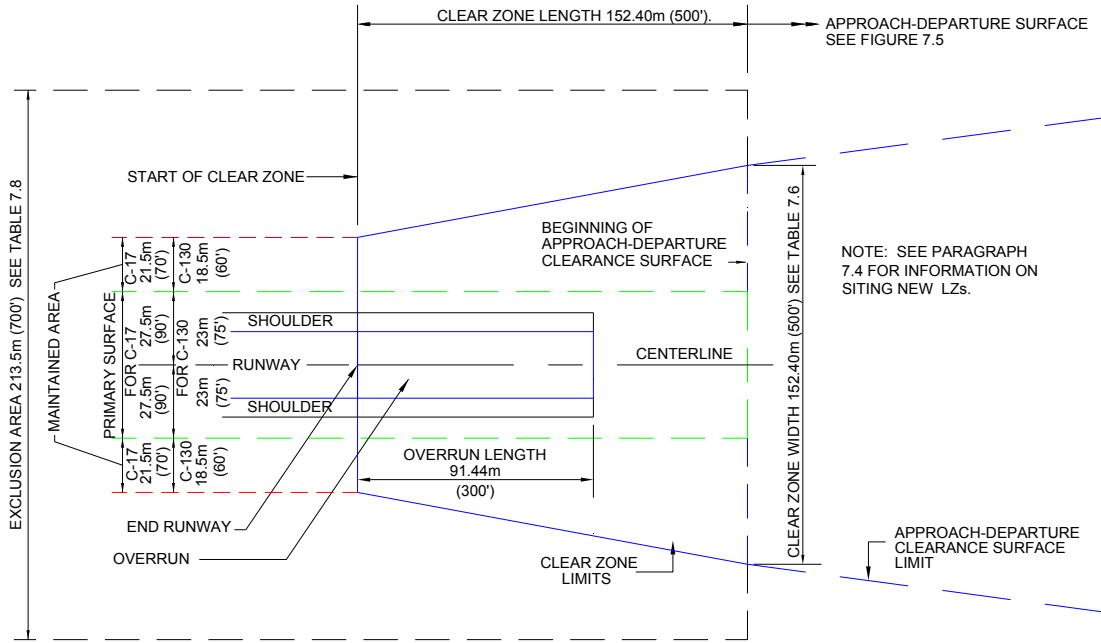 CLEAR ZONE LENGTH 152.40m (500').
APPROACH-DEPARTURE SURFACE
SEE FIGURE 7.5
START OF CLEAR ZONE
BEGINNING OF
APPROACH-DEPARTURE
CLEARANCE SURFACE
NOTE: SEE PARAGRAPH
7.4 FOR INFORMATION ON
SITING NEW LZs.
EXCLUSION AREA 213.5m (700') SEE TABLE 7.8
MAINTAINED AREA
PRIMARY SURFACE
C-17
21.5m
(70')
C-130
18.5m
(60')
FOR C-17
27.5m
(90')
27.5m
(90')
FOR C-130
23m
(75')
23m
(75')
C-17
21.5m
(70')
C-130
18.5m
(60')
SHOULDER
RUNWAY
CENTERLINE
SHOULDER
OVERRUN LENGTH
91.44m
(300')
CLEAR ZONE WIDTH 152.40m (500') SEE TABLE 7.6
END RUNWAY
OVERRUN
CLEAR ZONE
LIMITS
APPROACH-DEPARTURE
CLEARANCE SURFACE
LIMIT